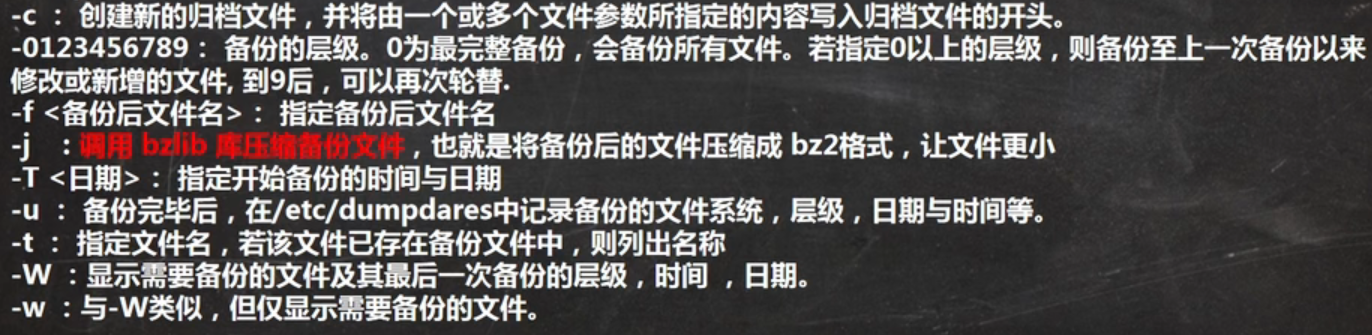 -c ： 创建新的归档文件，并将由一个或多个文件参数所指定的内容写入归档文件的开头。
-0123456789： 备份的层级。0为最完整备份，会备份所有文件。若指定0以上的层级，则备份至上一次备份以来
修改或新增的文件, 到9后，可以再次轮替.
-f <备份后文件名>： 指定备份后文件名
-j ：调用 bzlib 库压缩备份文件，也就是将备份后的文件压缩成 bz2格式，让文件更小
-T <日期>： 指定开始备份的时间与日期
-u ： 备份完毕后，在/etc/dumpdares中记录备份的文件系统，层级，日期与时间等。
-t ： 指定文件名，若该文件已存在备份文件中，则列出名称
-W ：显示需要备份的文件及其最后一次备份的层级，时间 ，日期。
-w ：与-W类似，但仅显示需要备份的文件。